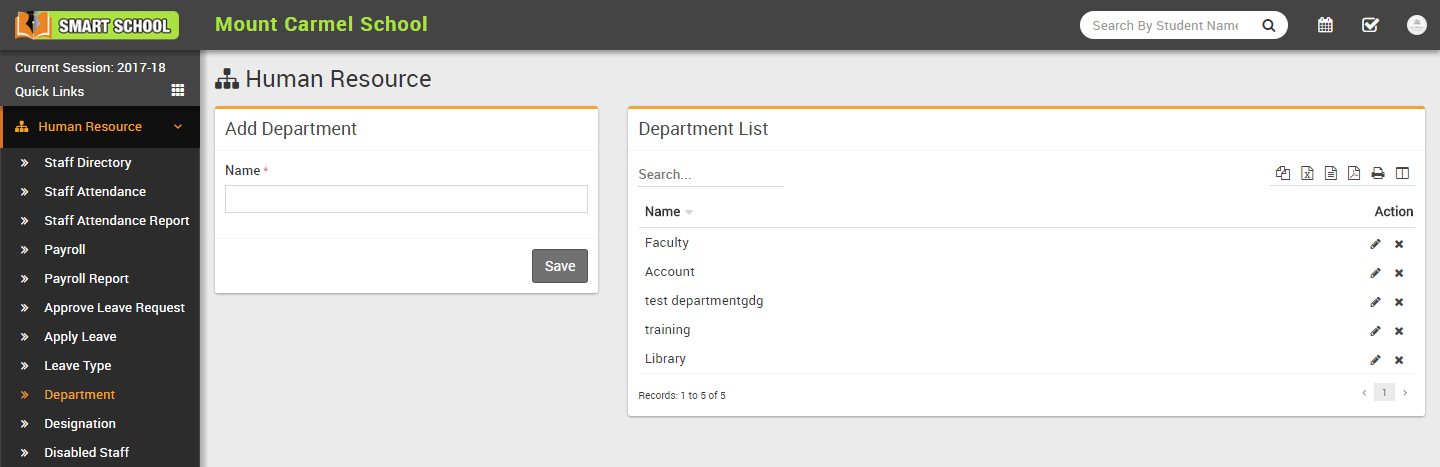 SMART SCHOOL
Mount Carmel School
Search By Student Name
Current Session: 2017-18
Quick Links
Human Resource
Staff Directory
Staff Attendance
Staff Attendance Report
Payroll
Payroll Report
Approve Leave Request
Apply Leave
Leave Type
Department
Designation
Disabled Staff
Human Resource
Add Department
Name *
Save
Department List
Search...
Name Action
Faculty
Account
test departmentgdg
training
Library
Records: 1 to 5 of 5
1